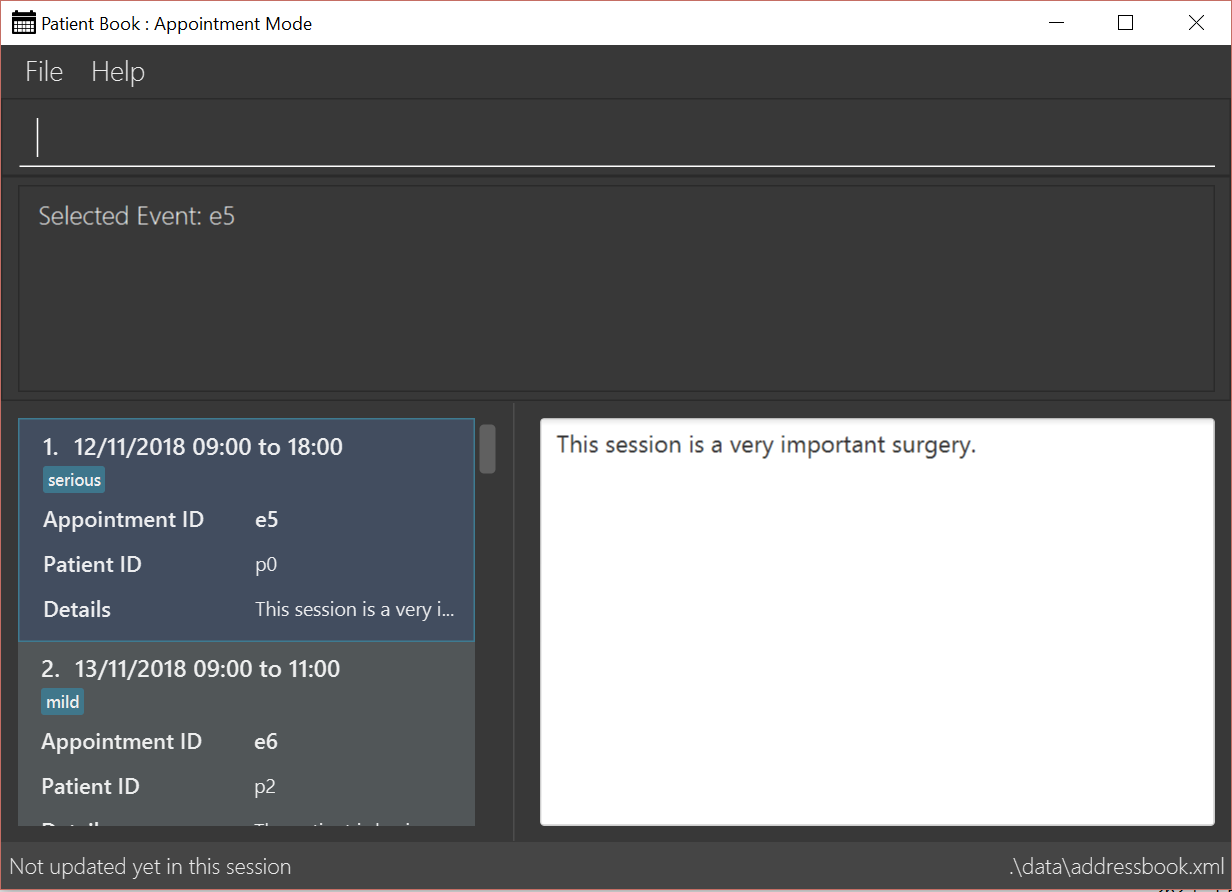 Patient Book : Appointment Mode
File Help
Selected Event: e5
1. 12/11/2018 09:00 to 18:00
serious
Appointment ID e5
Patient ID p0
Details This session is a very i...
2. 13/11/2018 09:00 to 11:00
mild
Appointment ID e6
Patient ID p2
This session is a very important surgery.
Not updated yet in this session
.\data\addressbook.xml